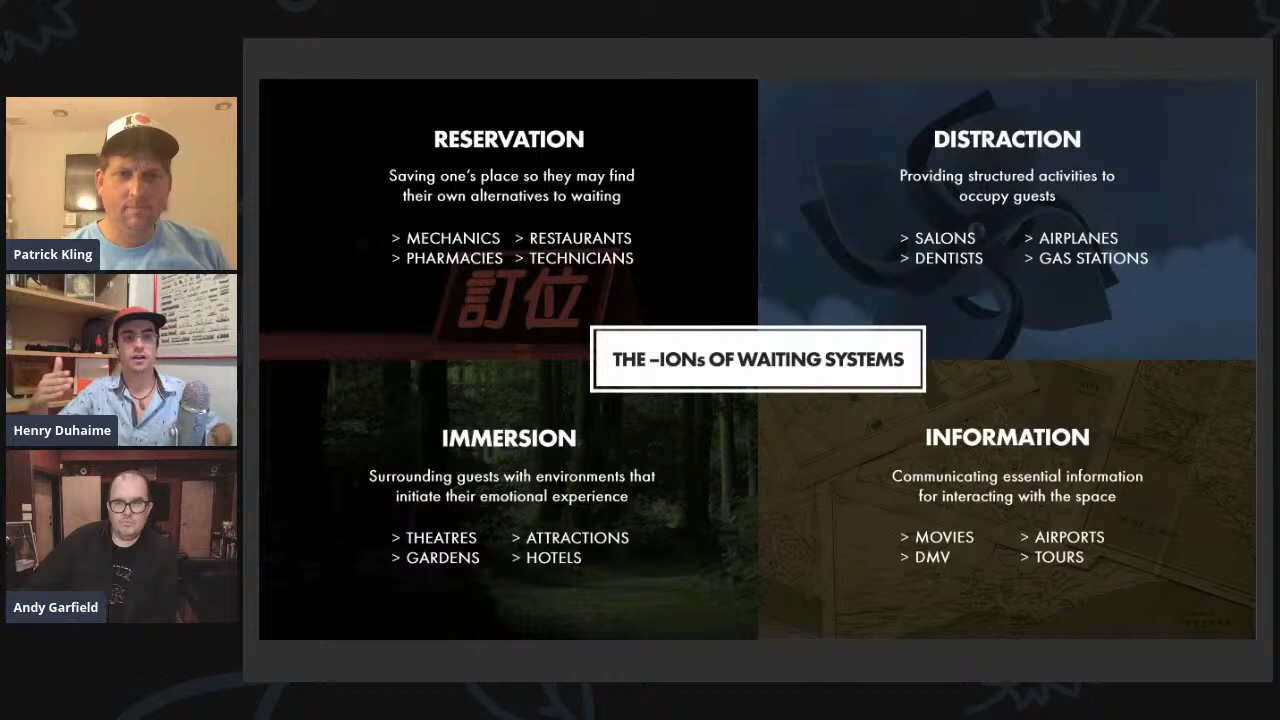 RESERVATION
Saving one's place so they may find
their own alternatives to waiting
> MECHANICS > RESTAURANTS
> PHARMACIES > TECHNICIANS
訂位
DISTRACTION
Providing structured activities to
occupy guests
> SALONS > AIRPLANES
> DENTISTS > GAS STATIONS
THE –IONs OF WAITING SYSTEMS
IMMERSION
Surrounding guests with environments that
initiate their emotional experience
> THEATRES > ATTRACTIONS
> GARDENS > HOTELS
INFORMATION
Communicating essential information
for interacting with the space
> MOVIES > AIRPORTS
> DMV > TOURS
Patrick Kling
Henry Duhaime
Andy Garfield